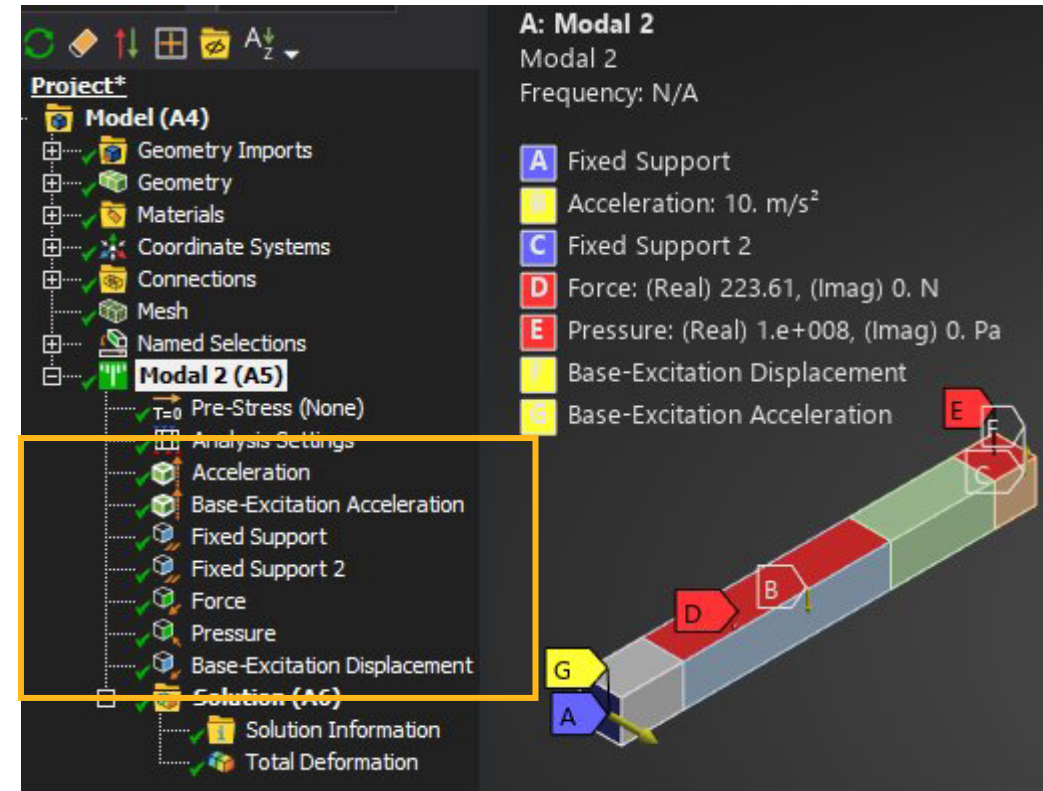 Project*
Model (A4)
Geometry Imports
Geometry
Materials
Coordinate Systems
Connections
Mesh
Named Selections
Modal 2 (A5)
T=0 Pre-Stress (None)
Analysis Settings
Acceleration
Base-Excitation Acceleration
Fixed Support
Fixed Support 2
Force
Pressure
Base-Excitation Displacement
Solution (A6)
Solution Information
Total Deformation
A: Modal 2
Modal 2
Frequency: N/A
A Fixed Support
B Acceleration: 10. m/s²
C Fixed Support 2
D Force: (Real) 223.61, (Imag) 0. N
E Pressure: (Real) 1.e+008, (Imag) 0. Pa
F Base-Excitation Displacement
G Base-Excitation Acceleration
E
F
C
B
D
G
A